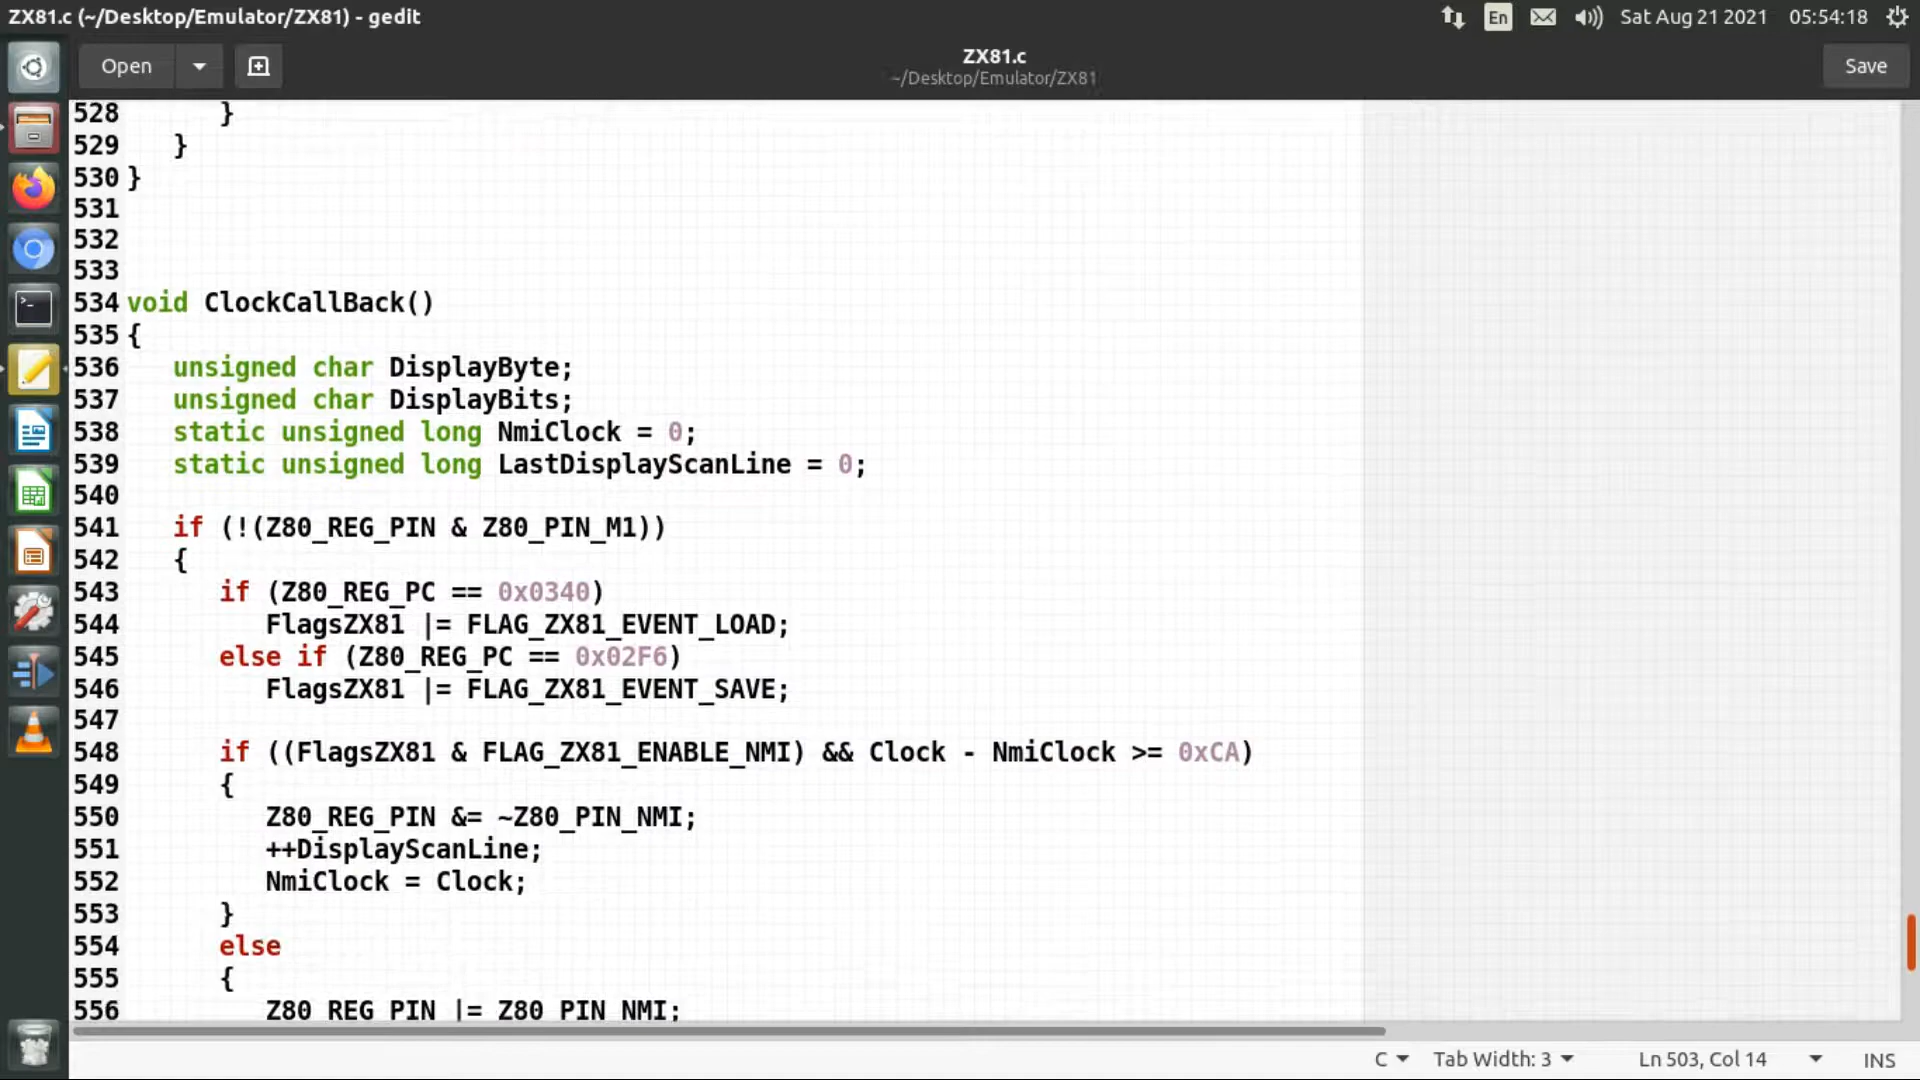 ZX81.c (~/Desktop/Emulator/ZX81) - gedit
En
Sat Aug 21 2021 05:54:18
Open
ZX81.c
~/Desktop/Emulator/ZX81
Save
528 }
529 }
530 }
531
532
533
534 void ClockCallBack()
535 {
536 unsigned char DisplayByte;
537 unsigned char DisplayBits;
538 static unsigned long NmiClock = 0;
539 static unsigned long LastDisplayScanLine = 0;
540
541 if (!(Z80_REG_PIN & Z80_PIN_M1))
542 {
543 if (Z80_REG_PC == 0x0340)
544 FlagsZX81 |= FLAG_ZX81_EVENT_LOAD;
545 else if (Z80_REG_PC == 0x02F6)
546 FlagsZX81 |= FLAG_ZX81_EVENT_SAVE;
547
548 if ((FlagsZX81 & FLAG_ZX81_ENABLE_NMI) && Clock - NmiClock >= 0xCA)
549 {
550 Z80_REG_PIN &= ~Z80_PIN_NMI;
551 ++DisplayScanLine;
552 NmiClock = Clock;
553 }
554 else
555 {
556 Z80_REG_PIN |= Z80_PIN_NMI;
C Tab Width: 3 Ln 503, Col 14 INS